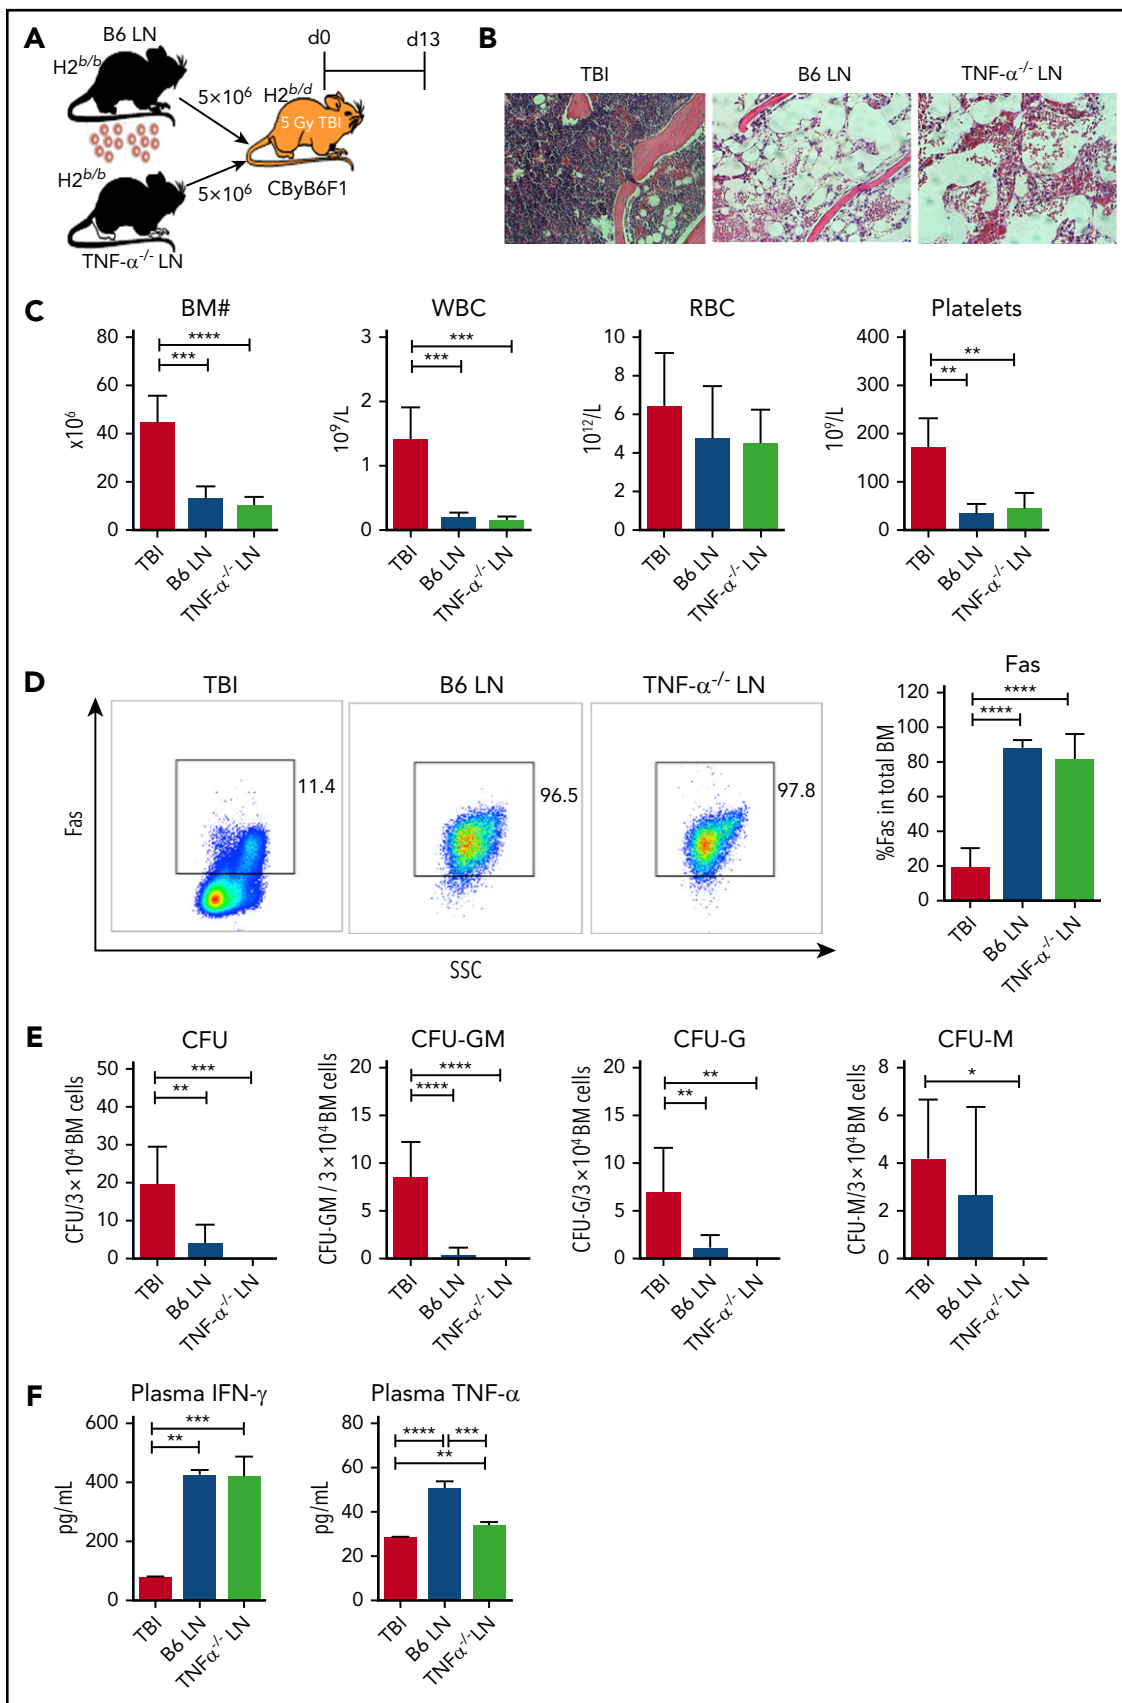 A
B6 LN
H2b/b
5×10⁶
d0
d13
H2b/d
5 Gy TBI
H2b/b
5×10⁶
CByB6F1
TNF-α-/- LN
B
TBI
B6 LN
TNF-α-/- LN
C
BM#
80
60
40
20
0
x10⁶
****
***
TBI
B6 LN
TNF-α-/- LN
WBC
3
2
1
0
10⁹/L
***
***
TBI
B6 LN
TNF-α-/- LN
RBC
10
8
6
4
2
0
10¹²/L
TBI
B6 LN
TNF-α-/- LN
Platelets
400
300
200
100
0
10⁹/L
**
**
TBI
B6 LN
TNF-α-/- LN
D
TBI
B6 LN
TNF-α-/- LN
11.4
96.5
97.8
Fas
SSC
Fas
120
100
80
60
40
20
0
%Fas in total BM
****
****
TBI
B6 LN
TNF-α-/- LN
E
CFU
50
40
30
20
10
0
CFU/3×10⁴ BM cells
***
**
TBI
B6 LN
TNF-α-/- LN
CFU-GM
20
15
10
5
0
CFU-GM / 3×10⁴ BM cells
****
****
TBI
B6 LN
TNF-α-/- LN
CFU-G
20
15
10
5
0
CFU-G/3×10⁴ BM cells
**
**
TBI
B6 LN
TNF-α-/- LN
CFU-M
8
6
4
2
0
CFU-M/3×10⁴ BM cells
*
TBI
B6 LN
TNF-α-/- LN
F
Plasma IFN-γ
600
400
200
0
pg/mL
***
**
TBI
B6 LN
TNFα-/- LN
Plasma TNF-α
80
60
40
20
0
pg/mL
**** ***
**
TBI
B6 LN
TNFα-/- LN